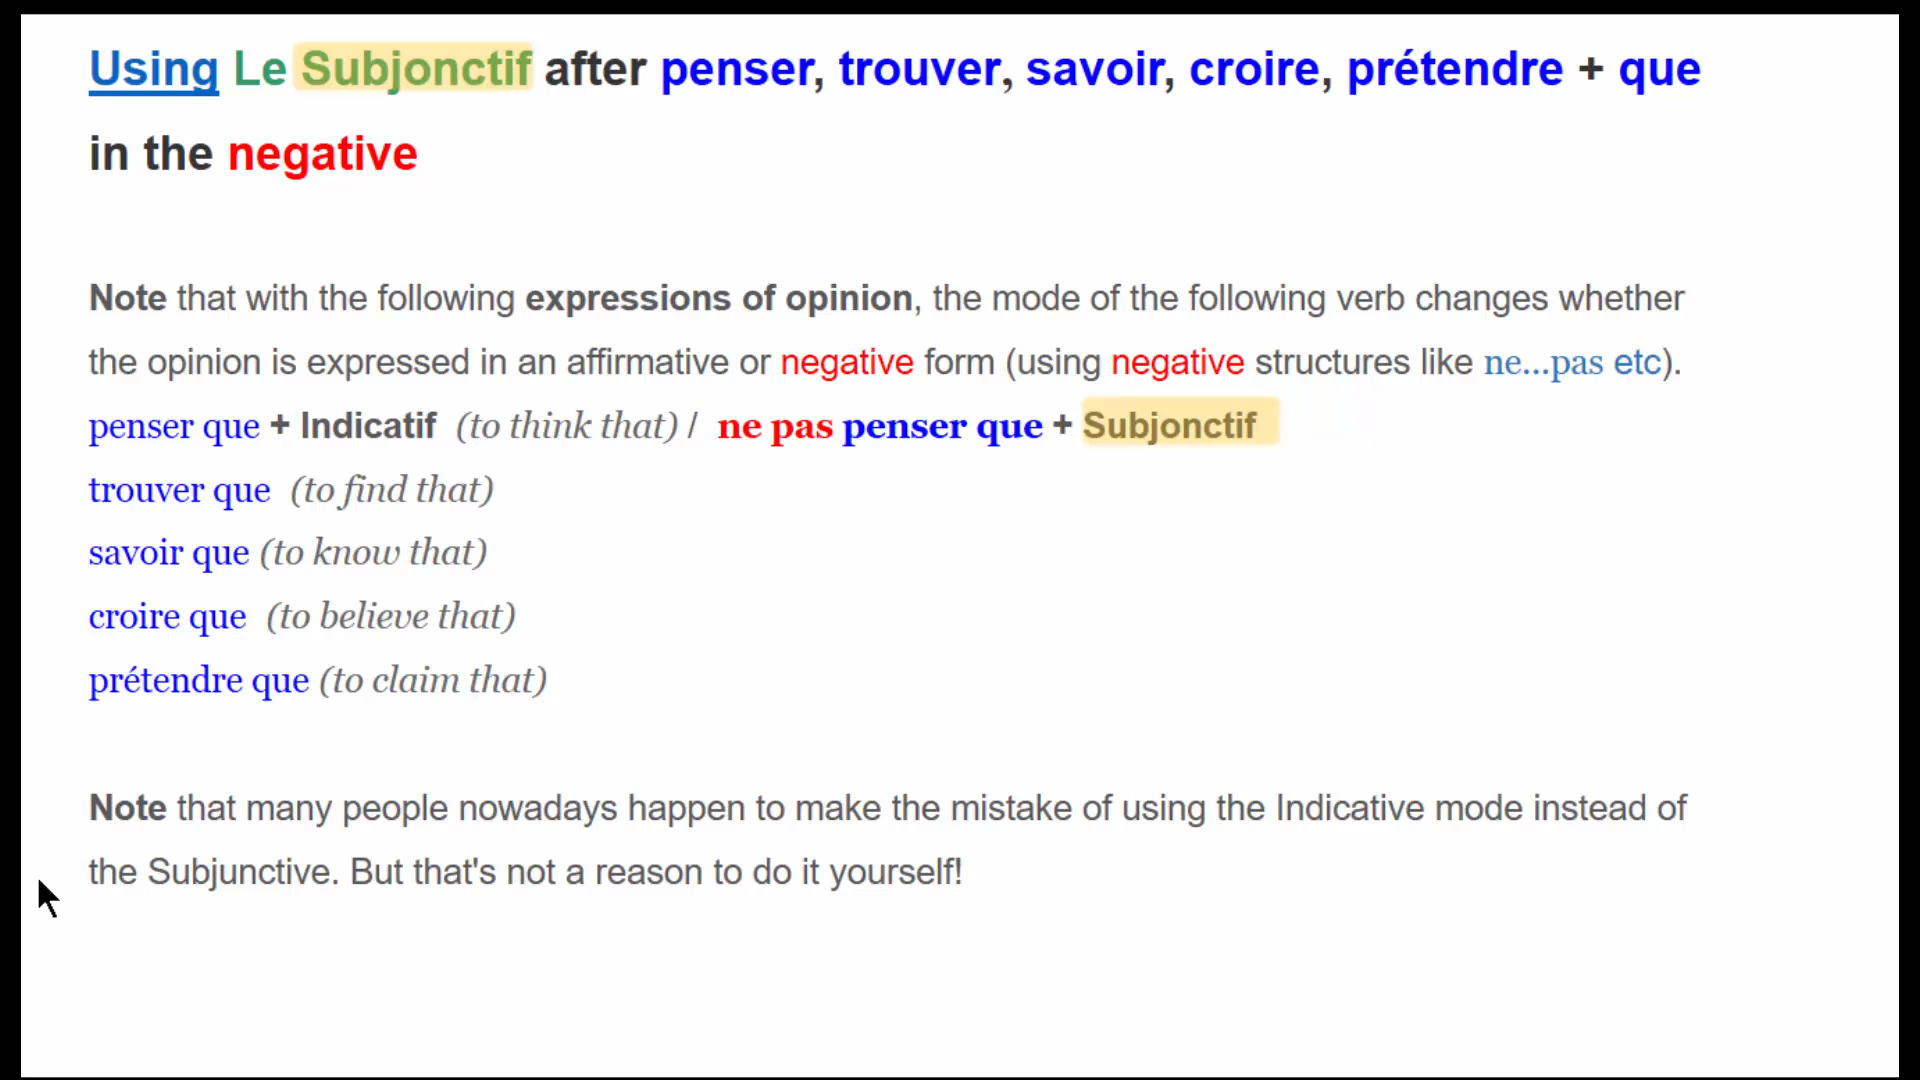 Using Le Subjonctif after penser, trouver, savoir, croire, prétendre + que
in the negative
Note that with the following expressions of opinion, the mode of the following verb changes whether
the opinion is expressed in an affirmative or negative form (using negative structures like ne...pas etc).
penser que + Indicatif (to think that) / ne pas penser que + Subjonctif
trouver que (to find that)
savoir que (to know that)
croire que (to believe that)
prétendre que (to claim that)
Note that many people nowadays happen to make the mistake of using the Indicative mode instead of
the Subjunctive. But that's not a reason to do it yourself!